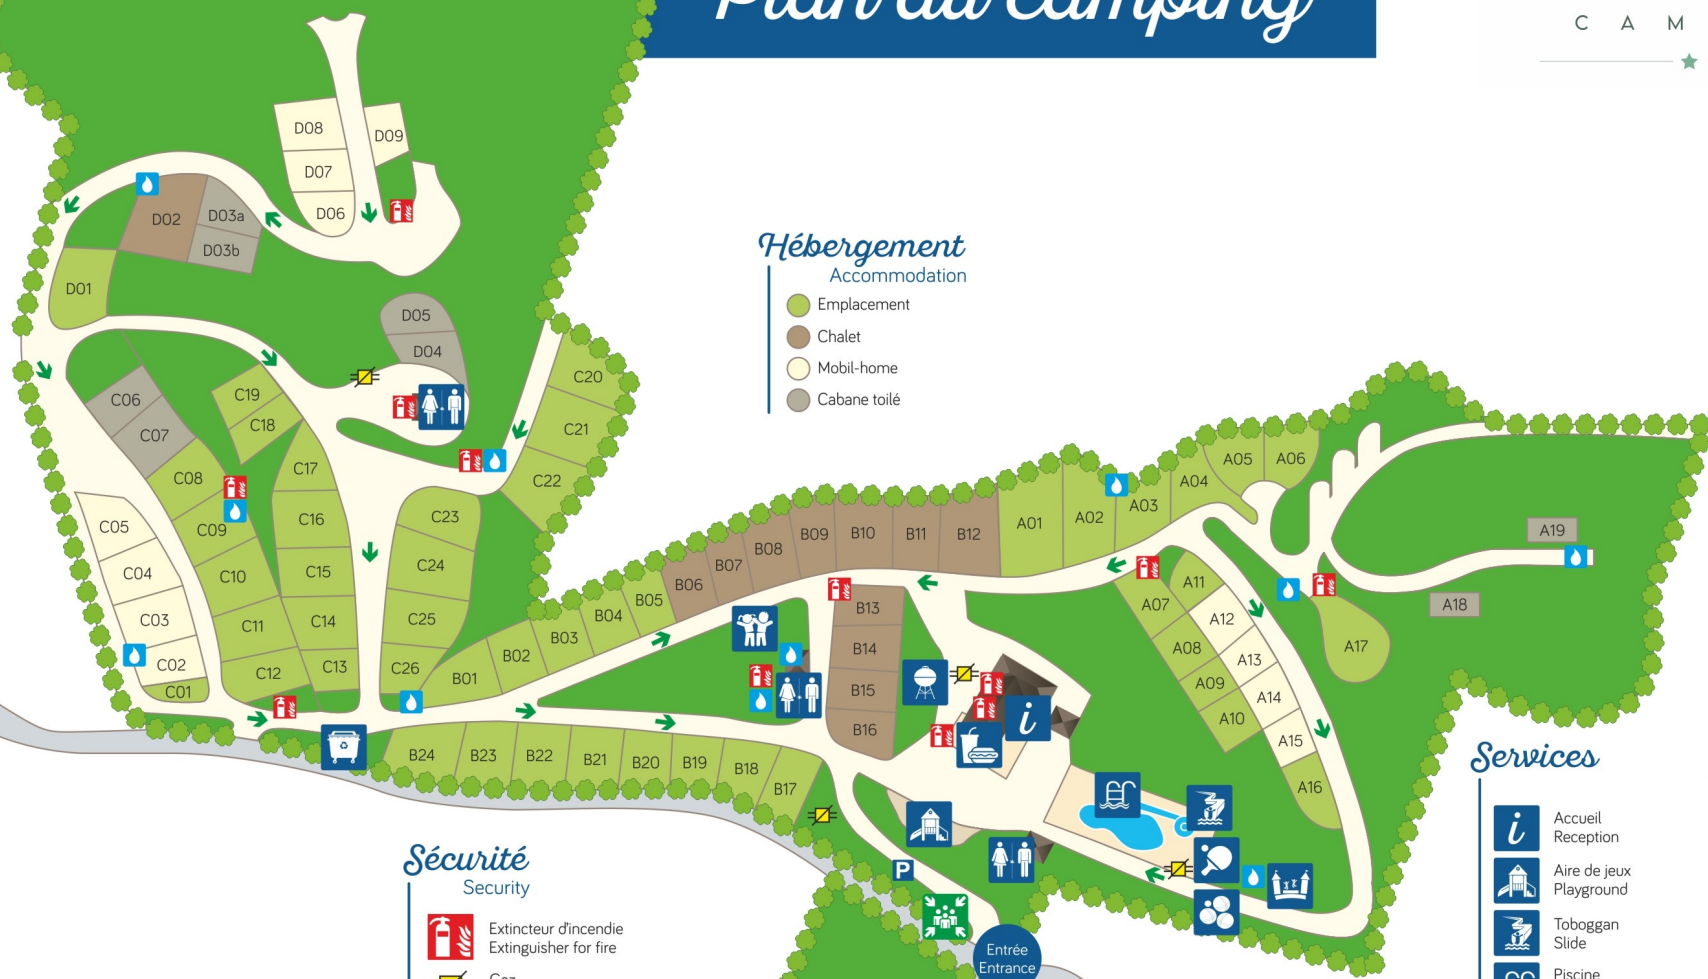 Plan du camping
C A M
D08
D09
D07
D06
D02
D03a
D03b
D01
D05
D04
C06
C07
C19
C18
C20
C21
C22
C08
C17
C05
C09
C16
C23
C04
C10
C15
C24
C03
C11
C14
C25
C02
C12
C13
C26
C01
Hébergement
Accommodation
Emplacement
Chalet
Mobil-home
Cabane toilé
B01
B02
B03
B04
B05
B06
B07
B08
B09
B10
B11
B12
A01
A02
A03
A04
A05
A06
A19
A18
A17
B13
B14
B15
B16
A11
A07
A12
A08
A13
A09
A14
A10
A15
A16
B24
B23
B22
B21
B20
B19
B18
B17
i
P
Entrée
Entrance
Sécurité
Security
Extincteur d'incendie
Extinguisher for fire
Gaz
Services
i
Accueil
Reception
Aire de jeux
Playground
Toboggan
Slide
Piscine